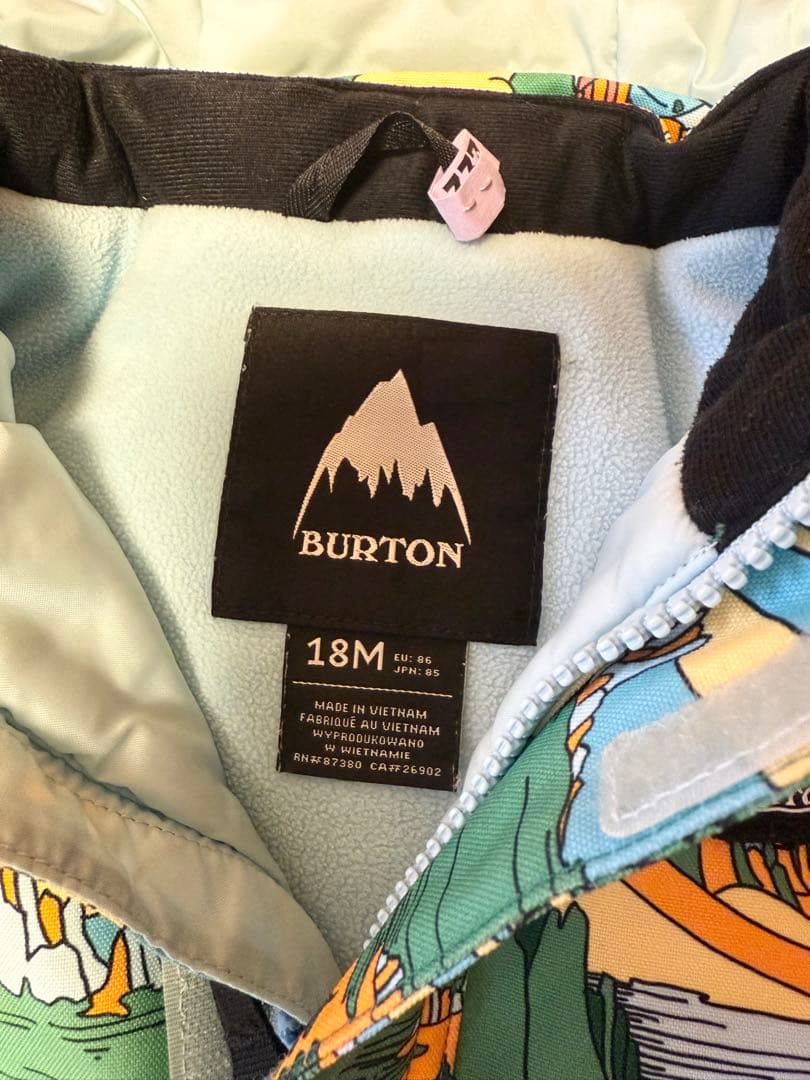 BURTON
18M
EU: 86
JPN: 85
MADE IN VIETNAM
FABRIQUÉ AU VIETNAM
WYPRODUKOWANO
W WIETNAMIE
RN#87380 CA#26902